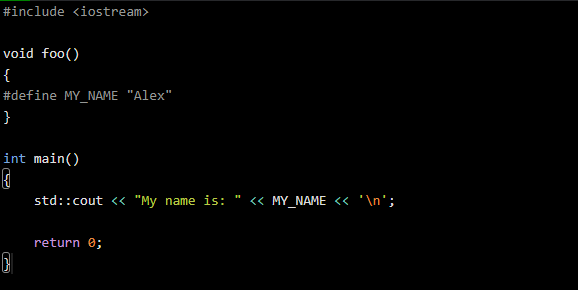 #include <iostream>
void foo()
{
#define MY_NAME "Alex"
}
int main()
{
std::cout << "My name is: " << MY_NAME << '\n';
return 0;
}